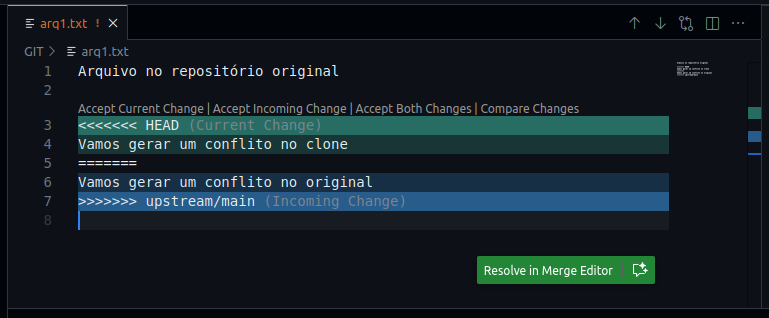 arq1.txt !
GIT > arq1.txt
1 Arquivo no repositório original
2
Accept Current Change | Accept Incoming Change | Accept Both Changes | Compare Changes
3 <<<<<<< HEAD (Current Change)
4 Vamos gerar um conflito no clone
5 =======
6 Vamos gerar um conflito no original
7 >>>>>>> upstream/main (Incoming Change)
8
Resolve in Merge Editor